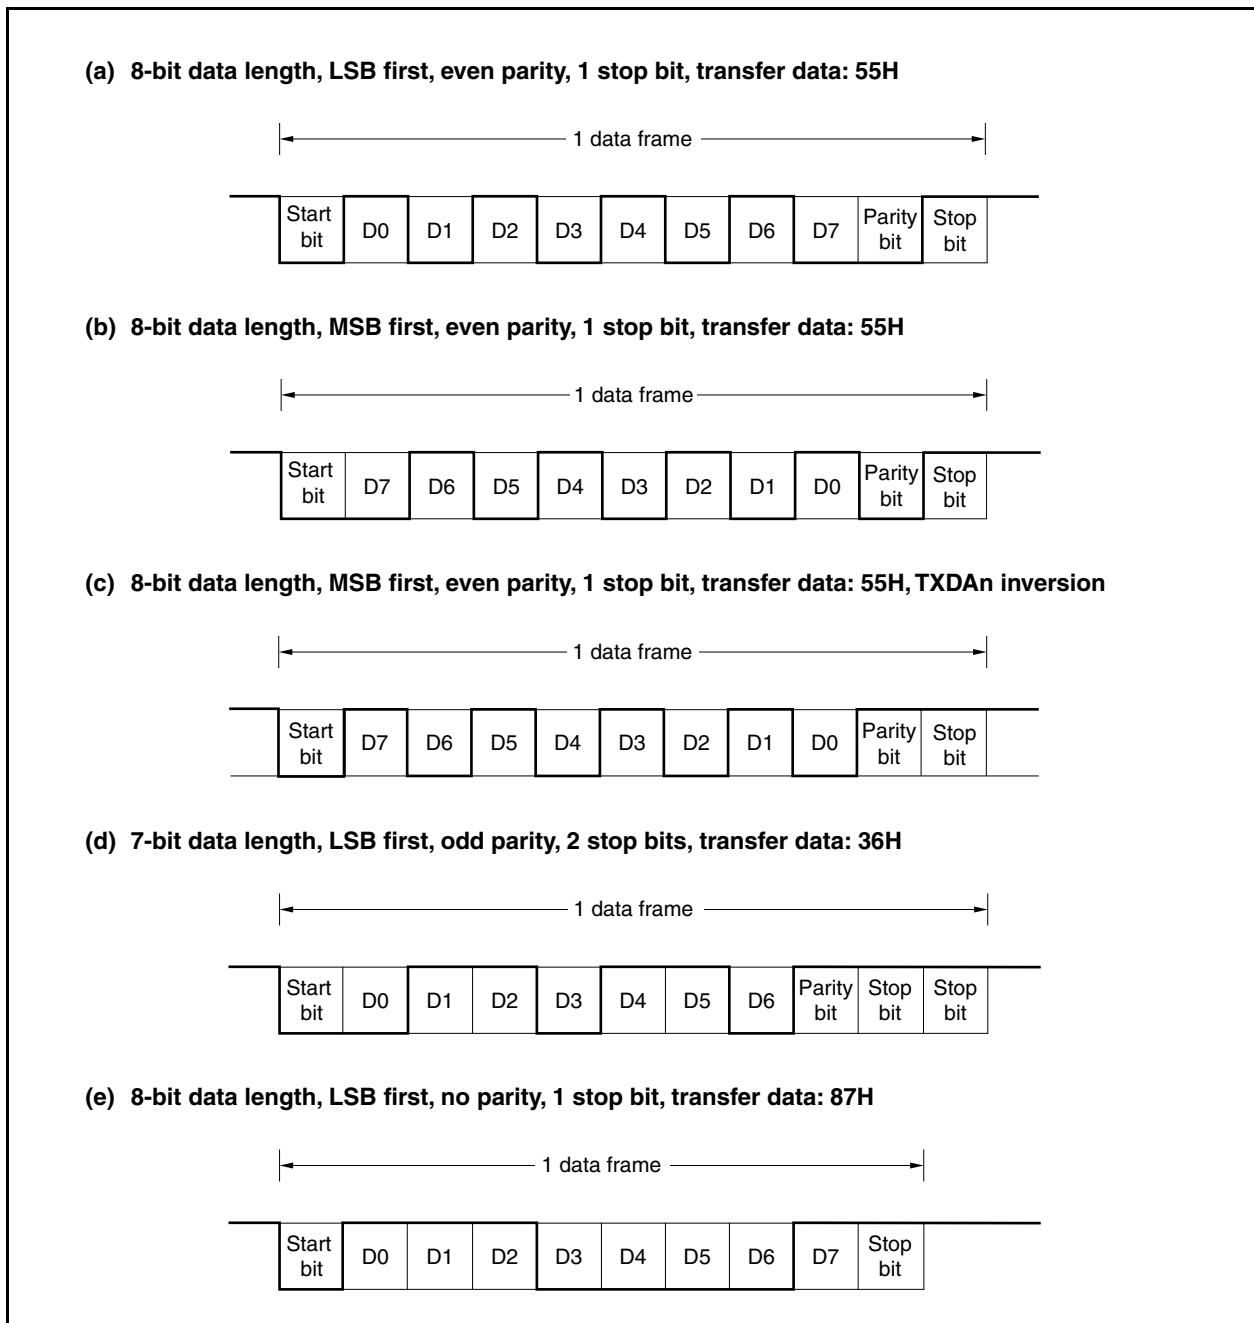 (a) 8-bit data length, LSB first, even parity, 1 stop bit, transfer data: 55H
1 data frame
Start bit D0 D1 D2 D3 D4 D5 D6 D7 Parity bit Stop bit
(b) 8-bit data length, MSB first, even parity, 1 stop bit, transfer data: 55H
1 data frame
Start bit D7 D6 D5 D4 D3 D2 D1 D0 Parity bit Stop bit
(c) 8-bit data length, MSB first, even parity, 1 stop bit, transfer data: 55H, TXDAn inversion
1 data frame
Start bit D7 D6 D5 D4 D3 D2 D1 D0 Parity bit Stop bit
(d) 7-bit data length, LSB first, odd parity, 2 stop bits, transfer data: 36H
1 data frame
Start bit D0 D1 D2 D3 D4 D5 D6 Parity bit Stop bit Stop bit
(e) 8-bit data length, LSB first, no parity, 1 stop bit, transfer data: 87H
1 data frame
Start bit D0 D1 D2 D3 D4 D5 D6 D7 Stop bit